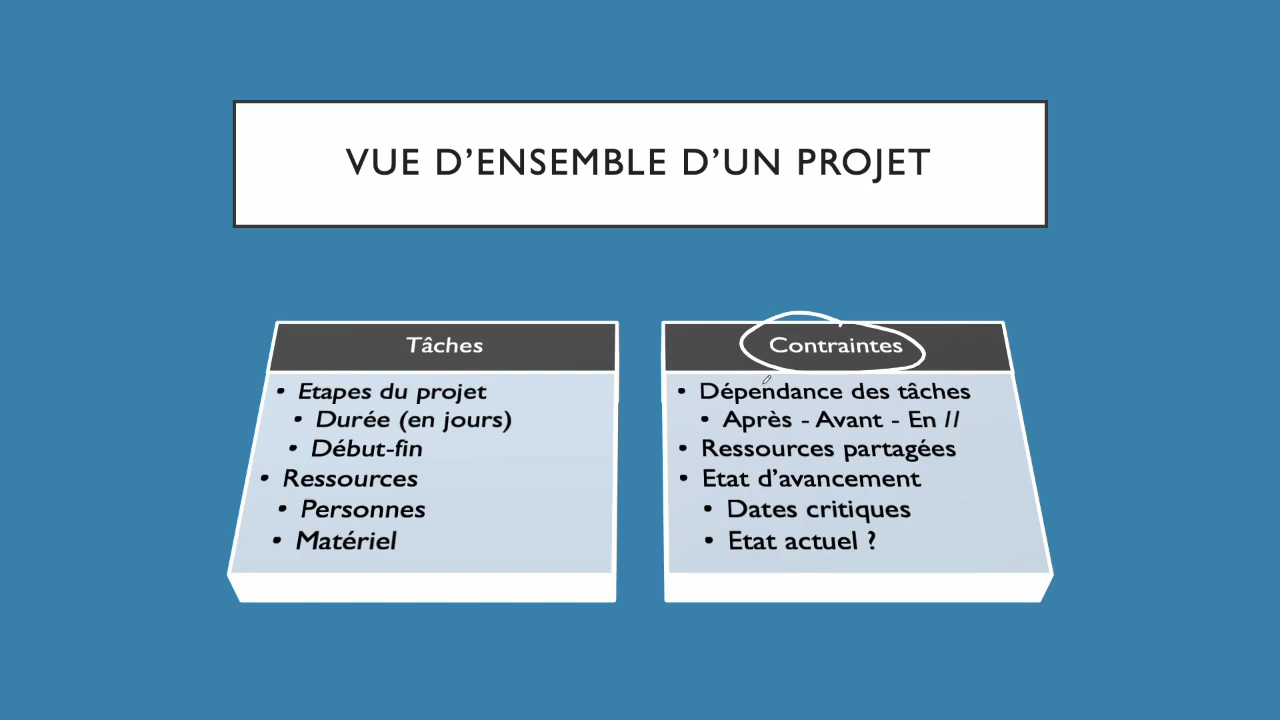 VUE D’ENSEMBLE D’UN PROJET
Tâches
• Etapes du projet
• Durée (en jours)
• Début-fin
• Ressources
• Personnes
• Matériel
Contraintes
• Dépendance des tâches
• Après - Avant - En //
• Ressources partagées
• Etat d’avancement
• Dates critiques
• Etat actuel ?